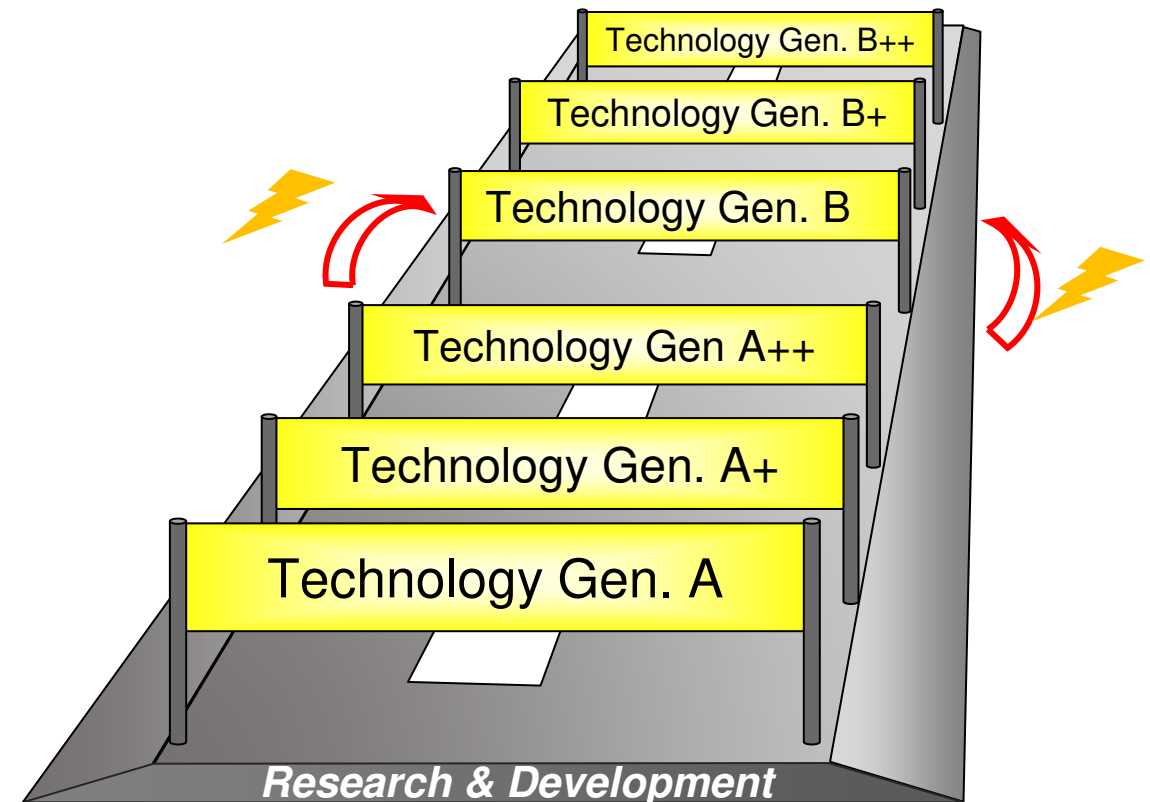 Technology Gen. B++
Technology Gen. B+
Technology Gen. B
Technology Gen A++
Technology Gen. A+
Technology Gen. A
Research & Development